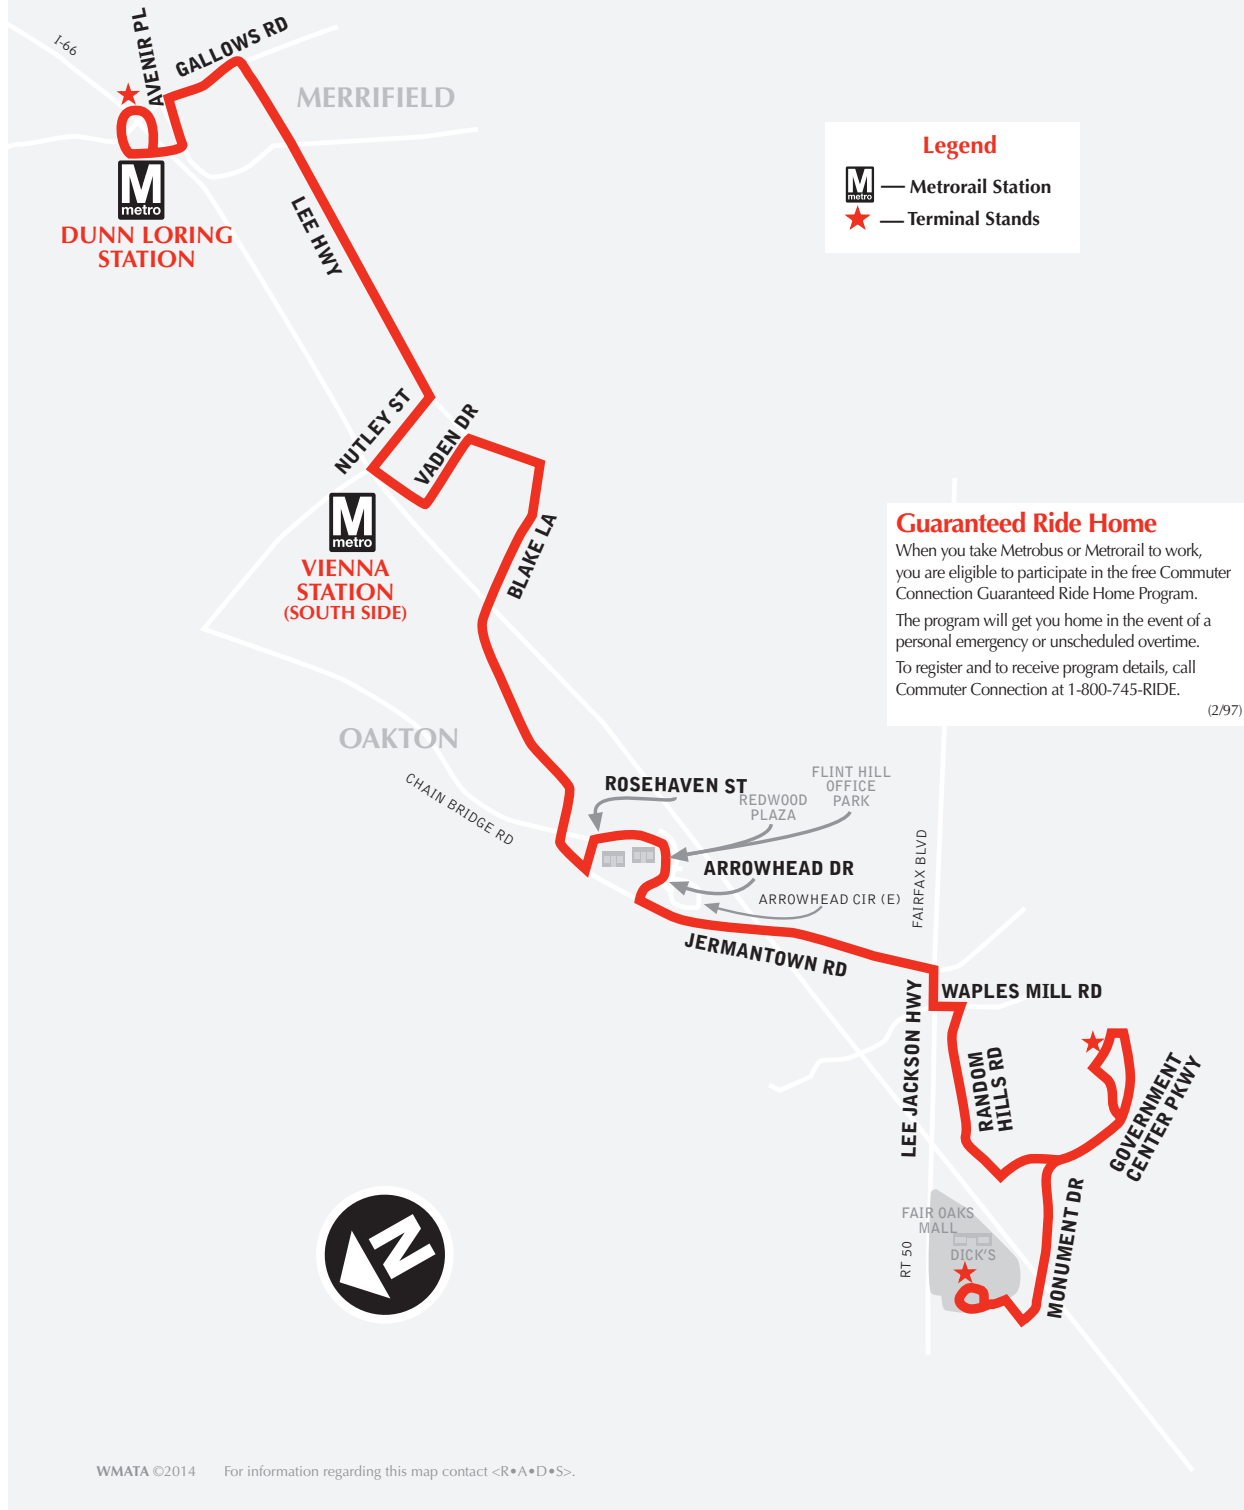 I-66
AVENIR PL
GALLOWS RD
MERRIFIELD
M
metro
DUNN LORING
STATION
LEE HWY
Legend
M
metro
— Metrorail Station
— Terminal Stands
NUTLEY ST
VADEN DR
M
metro
VIENNA
STATION
(SOUTH SIDE)
BLAKE LA
Guaranteed Ride Home
When you take Metrobus or Metrorail to work,
you are eligible to participate in the free Commuter
Connection Guaranteed Ride Home Program.
The program will get you home in the event of a
personal emergency or unscheduled overtime.
To register and to receive program details, call
Commuter Connection at 1-800-745-RIDE.
(2/97)
OAKTON
CHAIN BRIDGE RD
ROSEHAVEN ST
REDWOOD
PLAZA
FLINT HILL
OFFICE
PARK
ARROWHEAD DR
ARROWHEAD CIR (E)
FAIRFAX BLVD
JERMANTOWN RD
WAPLES MILL RD
LEE JACKSON HWY
RANDOM
HILLS RD
GOVERNMENT
CENTER PKWY
MONUMENT DR
FAIR OAKS
MALL
DICK'S
RT 50
N
WMATA ©2014 For information regarding this map contact <R•A•D•S>.